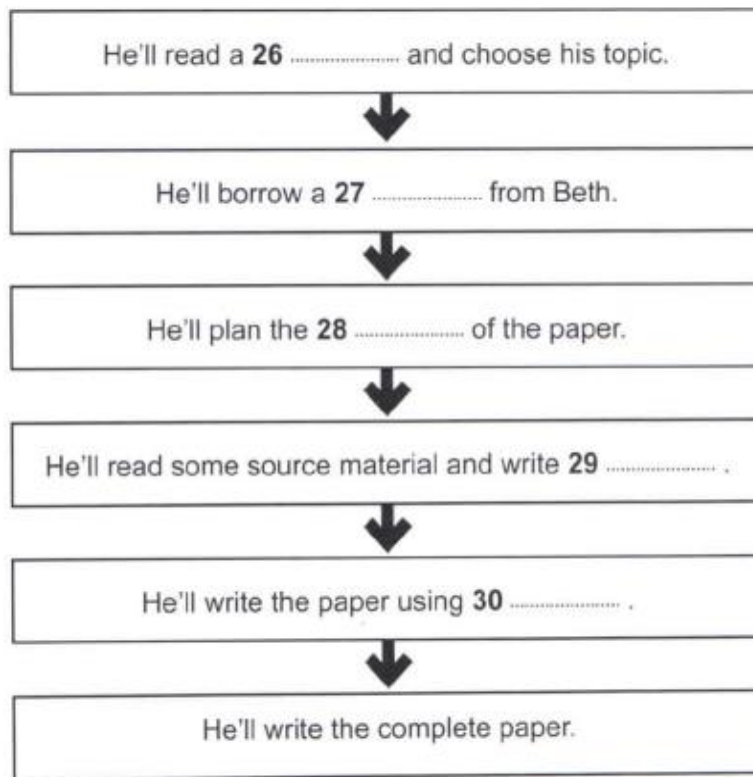 He'll read a 26 .................... and choose his topic.
He'll borrow a 27 .................... from Beth.
He'll plan the 28 .................... of the paper.
He'll read some source material and write 29 .................... .
He'll write the paper using 30 .................... .
He'll write the complete paper.